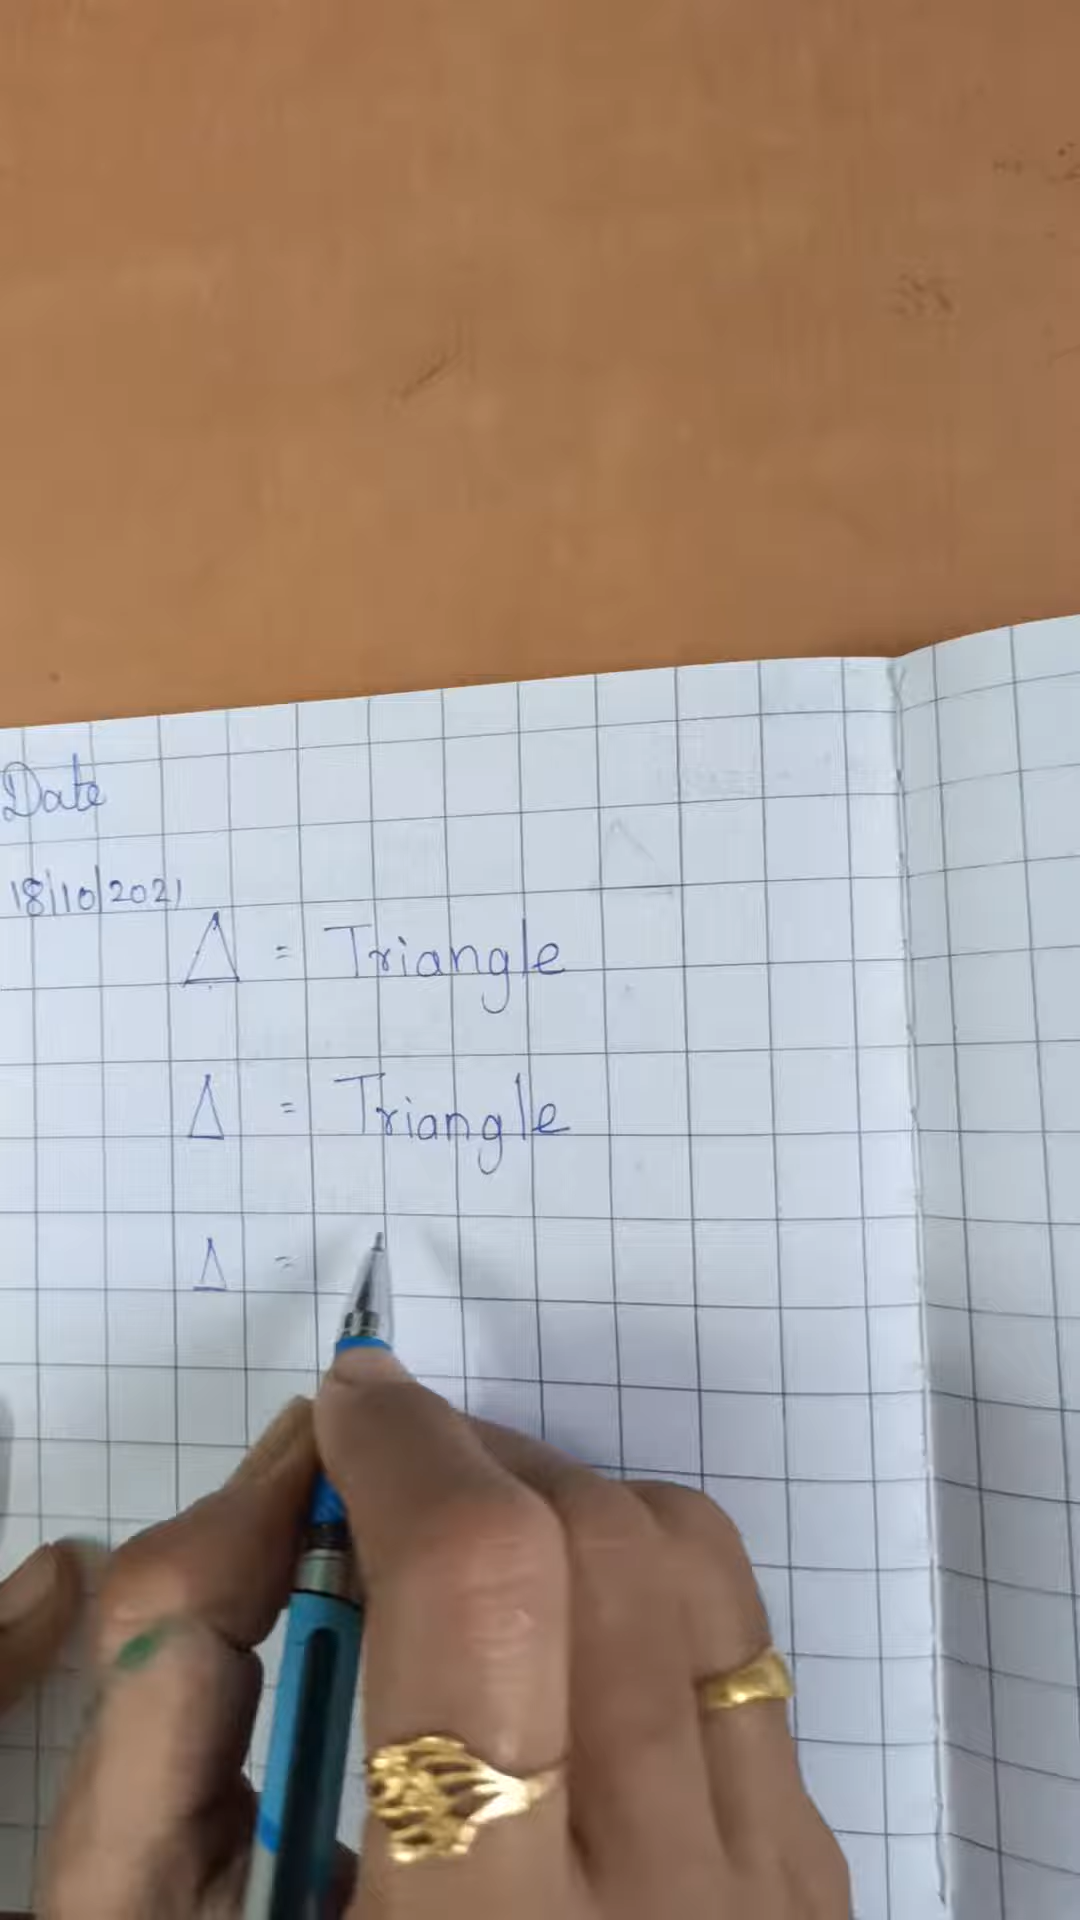 Date
18/10/2021
Δ = Triangle
Δ = Triangle
Δ =